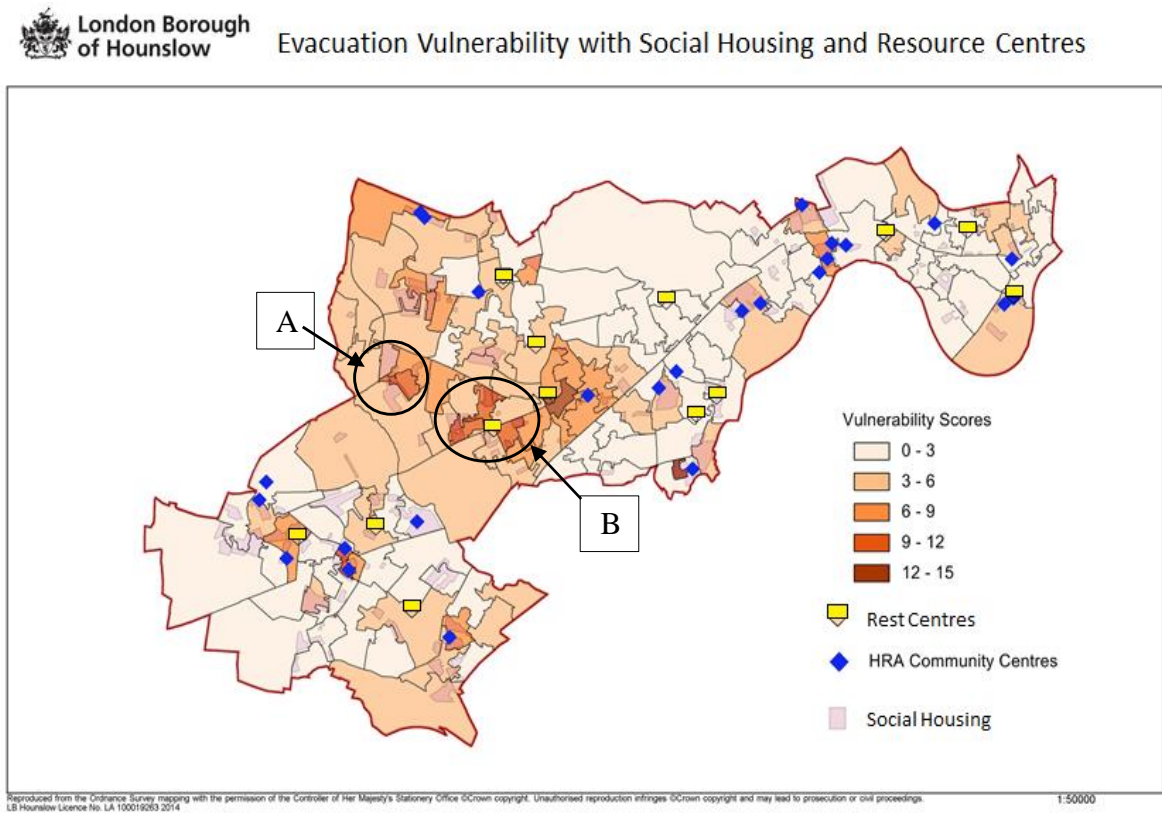 London Borough
of Hounslow
Evacuation Vulnerability with Social Housing and Resource Centres
A
B
Vulnerability Scores
0 - 3
3 - 6
6 - 9
9 - 12
12 - 15
Rest Centres
HRA Community Centres
Social Housing
Reproduced from the Ordnance Survey mapping with the permission of the Controller of Her Majesty's Stationery Office ©Crown copyright. Unauthorised reproduction infringes ©Crown copyright and may lead to prosecution or civil proceedings.
LB Hounslow Licence No. LA 100019263 2014
1:50000